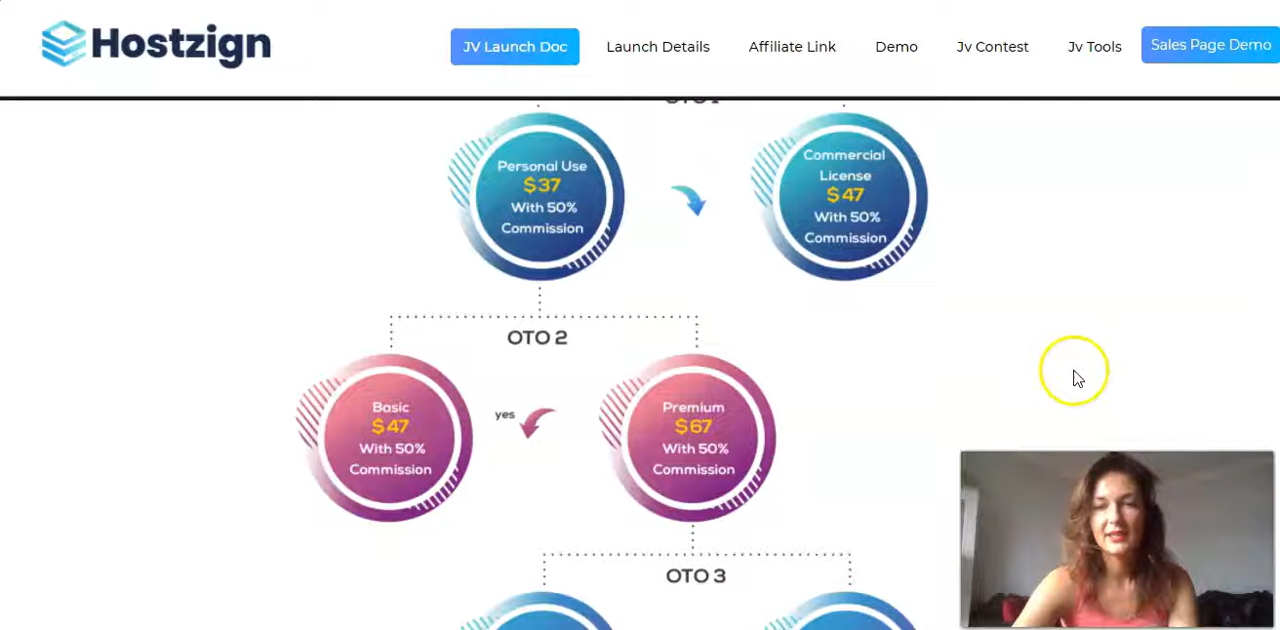 Hostzign
JV Launch Doc
Launch Details
Affiliate Link
Demo
Jv Contest
Jv Tools
Sales Page Demo
OTO 1
Personal Use
$37
With 50%
Commission
Commercial
License
$47
With 50%
Commission
OTO 2
Basic
$47
With 50%
Commission
yes
Premium
$67
With 50%
Commission
OTO 3